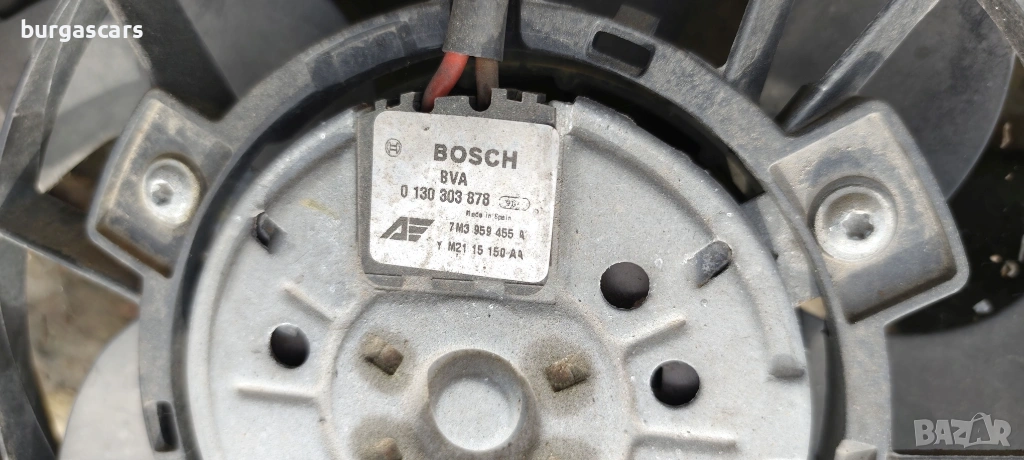 burgascars
BOSCH
BVA
0 130 303 878
Made in Spain
7M3 959 455 A
Y M21 15 150 AA
BAZAR